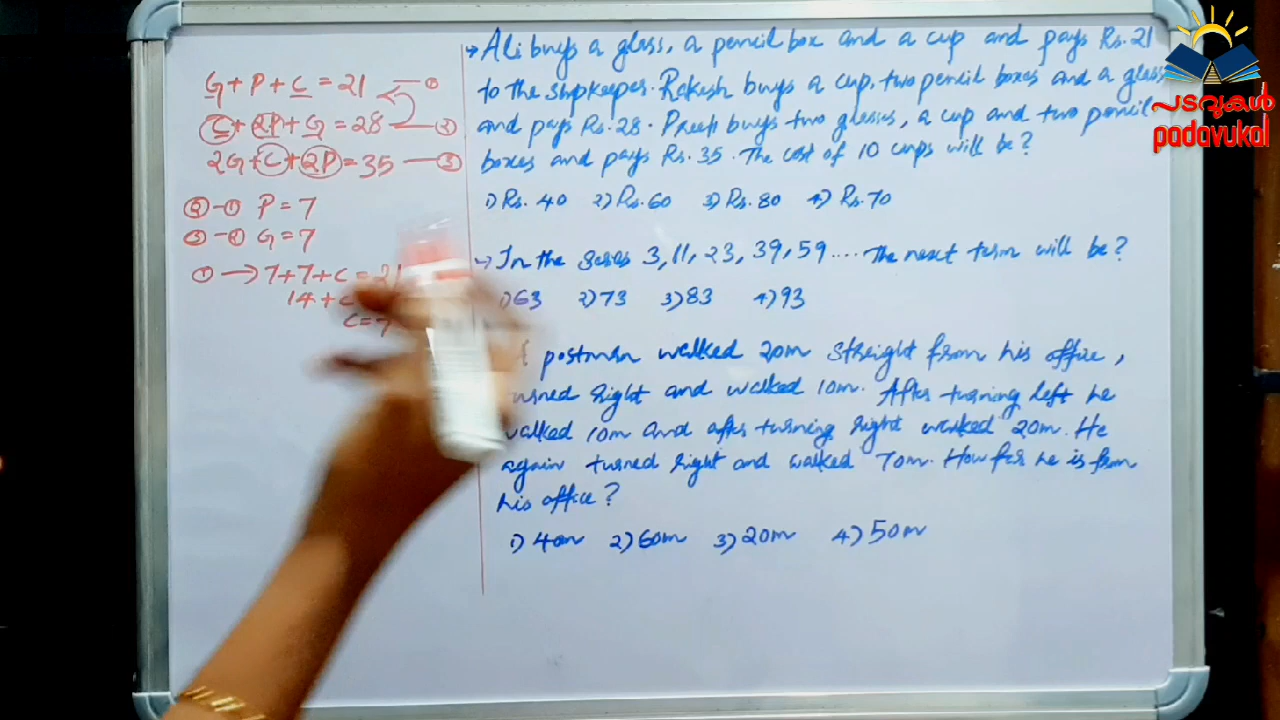 G + P + C = 21 — ①
C + 2P + G = 28 — ②
2G + C + 2P = 35 — ③
② - ① P = 7
③ - ② G = 7
① → 7 + 7 + C = 21
14 + C
C = 7
→ Ali buys a glass, a pencil box and a cup and pays Rs. 21
to the shopkeeper. Rakesh buys a cup, two pencil boxes and a glass
and pays Rs. 28. Preeti buys two glasses, a cup and two pencil
boxes and pays Rs. 35. The cost of 10 cups will be?
1) Rs. 40 2) Rs. 60 3) Rs. 80 4) Rs. 70
→ In the series 3, 11, 23, 39, 59 .... The next term will be?
1) 63 2) 73 3) 83 4) 93
postman walked 20m streight from his office,
turned right and walked 10m. After turning left he
walked 10m and after turning right walked 20m. He
again turned right and walked 70m. How far he is from
his office?
1) 40m 2) 60m 3) 20m 4) 50m
പടവുകൾ
padavukal